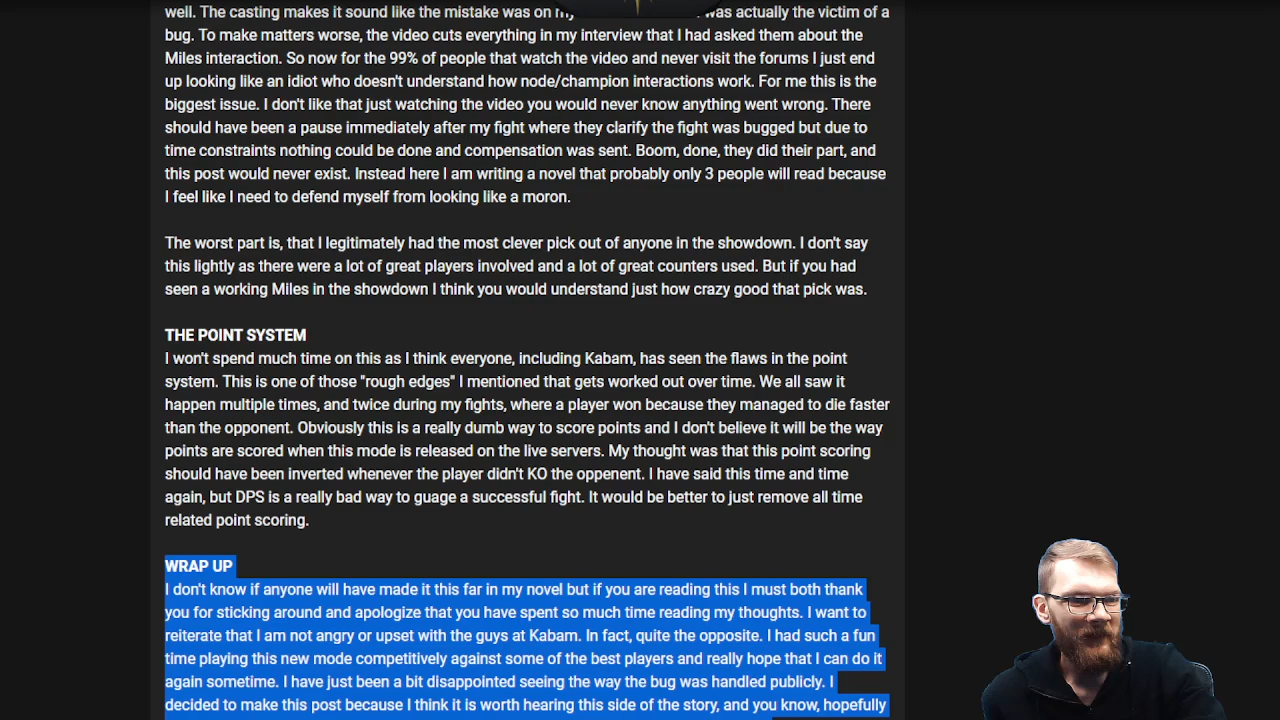 well. The casting makes it sound like the mistake was on my was actually the victim of a
bug. To make matters worse, the video cuts everything in my interview that I had asked them about the
Miles interaction. So now for the 99% of people that watch the video and never visit the forums I just end
up looking like an idiot who doesn't understand how node/champion interactions work. For me this is the
biggest issue. I don't like that just watching the video you would never know anything went wrong. There
should have been a pause immediately after my fight where they clarify the fight was bugged but due to
time constraints nothing could be done and compensation was sent. Boom, done, they did their part, and
this post would never exist. Instead here I am writing a novel that probably only 3 people will read because
I feel like I need to defend myself from looking like a moron.
The worst part is, that I legitimately had the most clever pick out of anyone in the showdown. I don't say
this lightly as there were a lot of great players involved and a lot of great counters used. But if you had
seen a working Miles in the showdown I think you would understand just how crazy good that pick was.
THE POINT SYSTEM
I won't spend much time on this as I think everyone, including Kabam, has seen the flaws in the point
system. This is one of those "rough edges" I mentioned that gets worked out over time. We all saw it
happen multiple times, and twice during my fights, where a player won because they managed to die faster
than the opponent. Obviously this is a really dumb way to score points and I don't believe it will be the way
points are scored when this mode is released on the live servers. My thought was that this point scoring
should have been inverted whenever the player didn't KO the oppenent. I have said this time and time
again, but DPS is a really bad way to guage a successful fight. It would be better to just remove all time
related point scoring.
WRAP UP
I don't know if anyone will have made it this far in my novel but if you are reading this I must both thank
you for sticking around and apologize that you have spent so much time reading my thoughts. I want to
reiterate that I am not angry or upset with the guys at Kabam. In fact, quite the opposite. I had such a fun
time playing this new mode competitively against some of the best players and really hope that I can do it
again sometime. I have just been a bit disappointed seeing the way the bug was handled publicly. I
decided to make this post because I think it is worth hearing this side of the story, and you know, hopefully